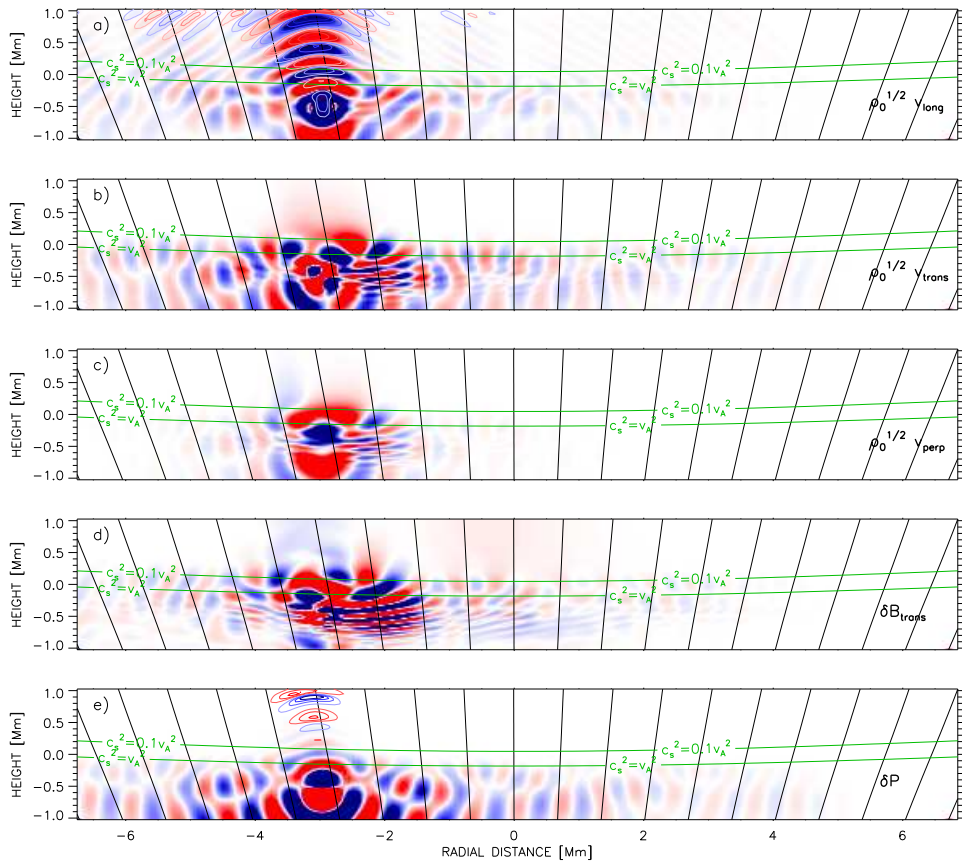 a)
HEIGHT [Mm]
1.0
0.5
0.0
−0.5
−1.0
c_s^2=0.1v_A^2
c_s^2=v_A^2
c_s^2=v_A^2
c_s^2=0.1v_A^2
ρ_0^{1/2} v_long
b)
HEIGHT [Mm]
1.0
0.5
0.0
−0.5
−1.0
c_s^2=0.1v_A^2
c_s^2=v_A^2
c_s^2=v_A^2
c_s^2=0.1v_A^2
ρ_0^{1/2} v_trans
c)
HEIGHT [Mm]
1.0
0.5
0.0
−0.5
−1.0
c_s^2=0.1v_A^2
c_s^2=v_A^2
c_s^2=v_A^2
c_s^2=0.1v_A^2
ρ_0^{1/2} v_perp
d)
HEIGHT [Mm]
1.0
0.5
0.0
−0.5
−1.0
c_s^2=0.1v_A^2
c_s^2=v_A^2
c_s^2=v_A^2
c_s^2=0.1v_A^2
δB_trans
e)
HEIGHT [Mm]
1.0
0.5
0.0
−0.5
−1.0
c_s^2=0.1v_A^2
c_s^2=v_A^2
c_s^2=v_A^2
c_s^2=0.1v_A^2
δP
−6 −4 −2 0 2 4 6
RADIAL DISTANCE [Mm]